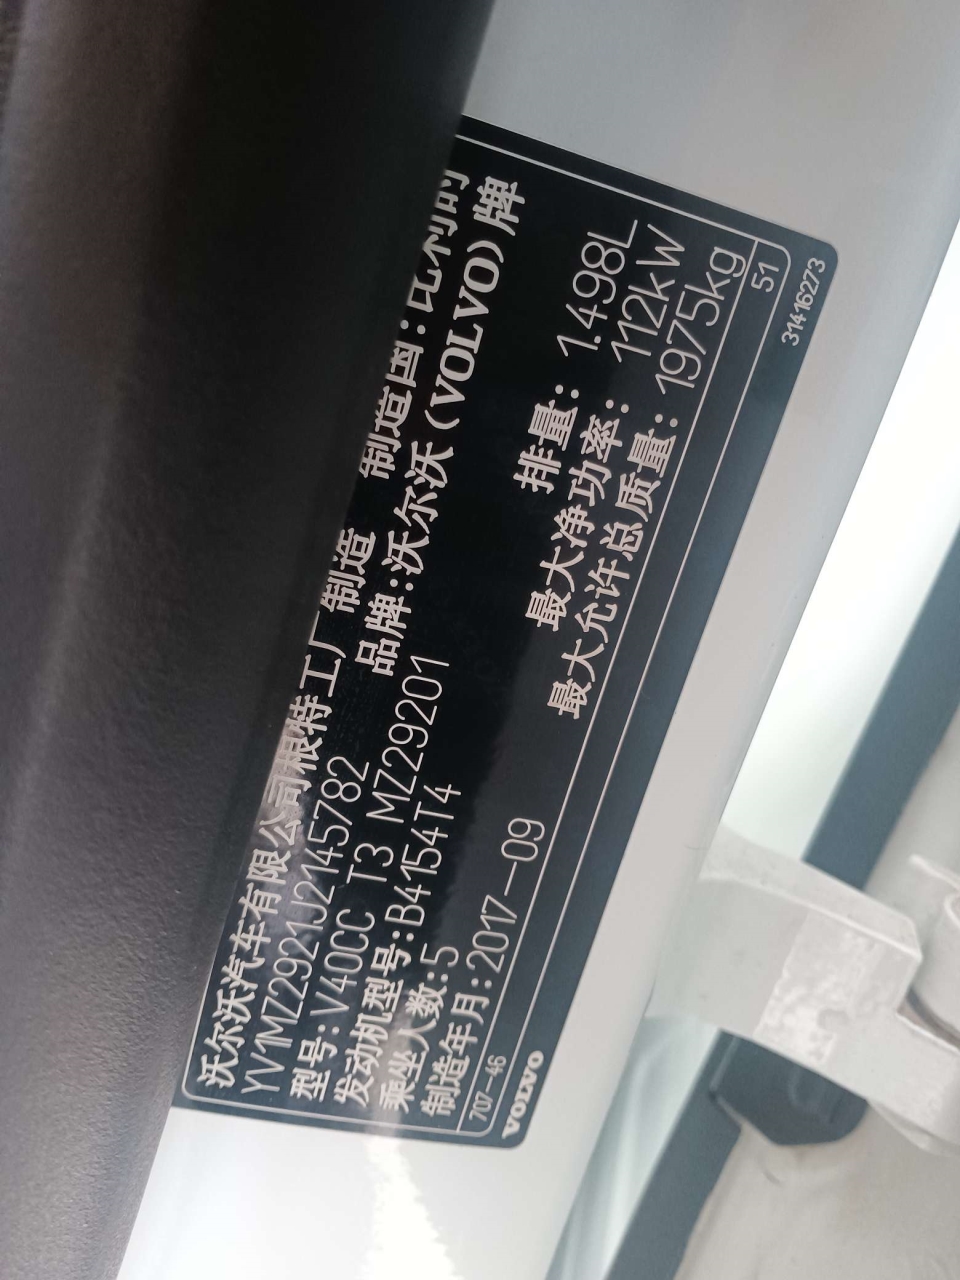 沃尔沃汽车有限公司根特工厂 制造 制造国:比利时
YV1MZ2921J2145782 品牌:沃尔沃(VOLVO)牌
型号:V40CC T3 MZ29201
发动机型号:B4154T4 排量: 1.498L
乘坐人数:5 最大净功率: 112kW
制造年月:2017-09 最大允许总质量: 1975kg
707-46 51
VOLVO 31416273